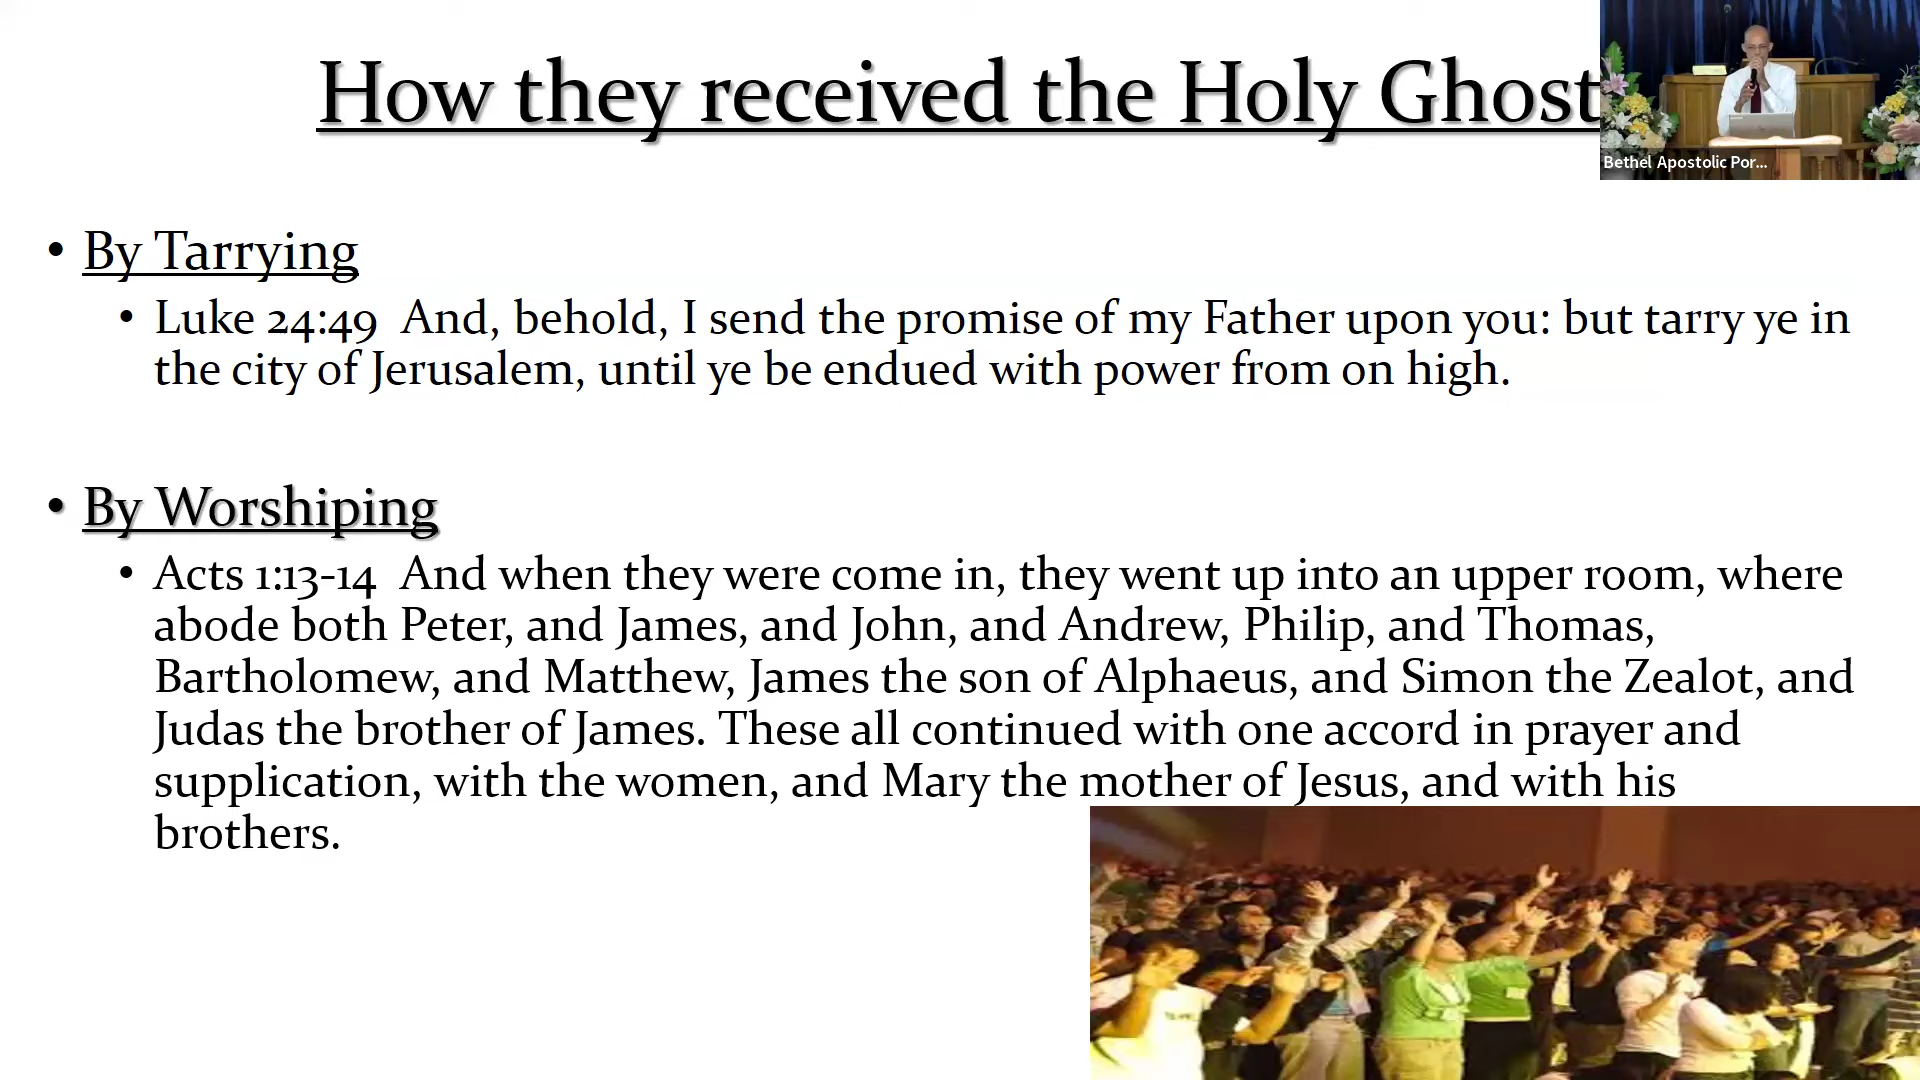 How they received the Holy Ghost
Bethel Apostolic Por...
• By Tarrying
• Luke 24:49 And, behold, I send the promise of my Father upon you: but tarry ye in
the city of Jerusalem, until ye be endued with power from on high.
• By Worshiping
• Acts 1:13-14 And when they were come in, they went up into an upper room, where
abode both Peter, and James, and John, and Andrew, Philip, and Thomas,
Bartholomew, and Matthew, James the son of Alphaeus, and Simon the Zealot, and
Judas the brother of James. These all continued with one accord in prayer and
supplication, with the women, and Mary the mother of Jesus, and with his
brothers.